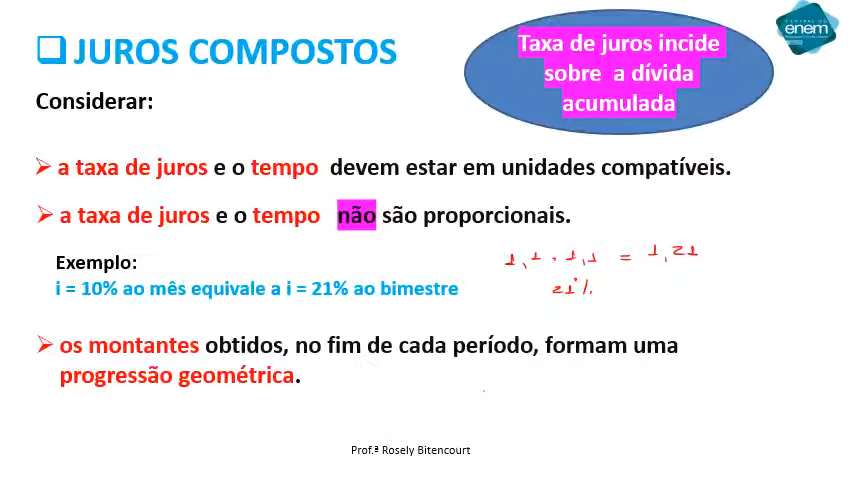 JUROS COMPOSTOS
Taxa de juros incide
sobre a dívida
acumulada
CENTRAL DO
enem
Considerar:
a taxa de juros e o tempo devem estar em unidades compatíveis.
a taxa de juros e o tempo não são proporcionais.
Exemplo:
i = 10% ao mês equivale a i = 21% ao bimestre
1,1 . 1,1 = 1,21
21%
os montantes obtidos, no fim de cada período, formam uma
progressão geométrica.
Prof.ª Rosely Bitencourt